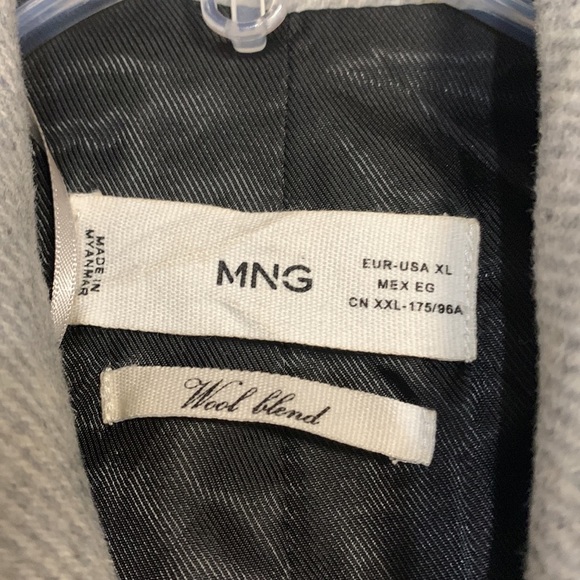 MADE IN
MYANMAR
MNG
EUR-USA XL
MEX EG
CN XXL-175/96A
Wool blend